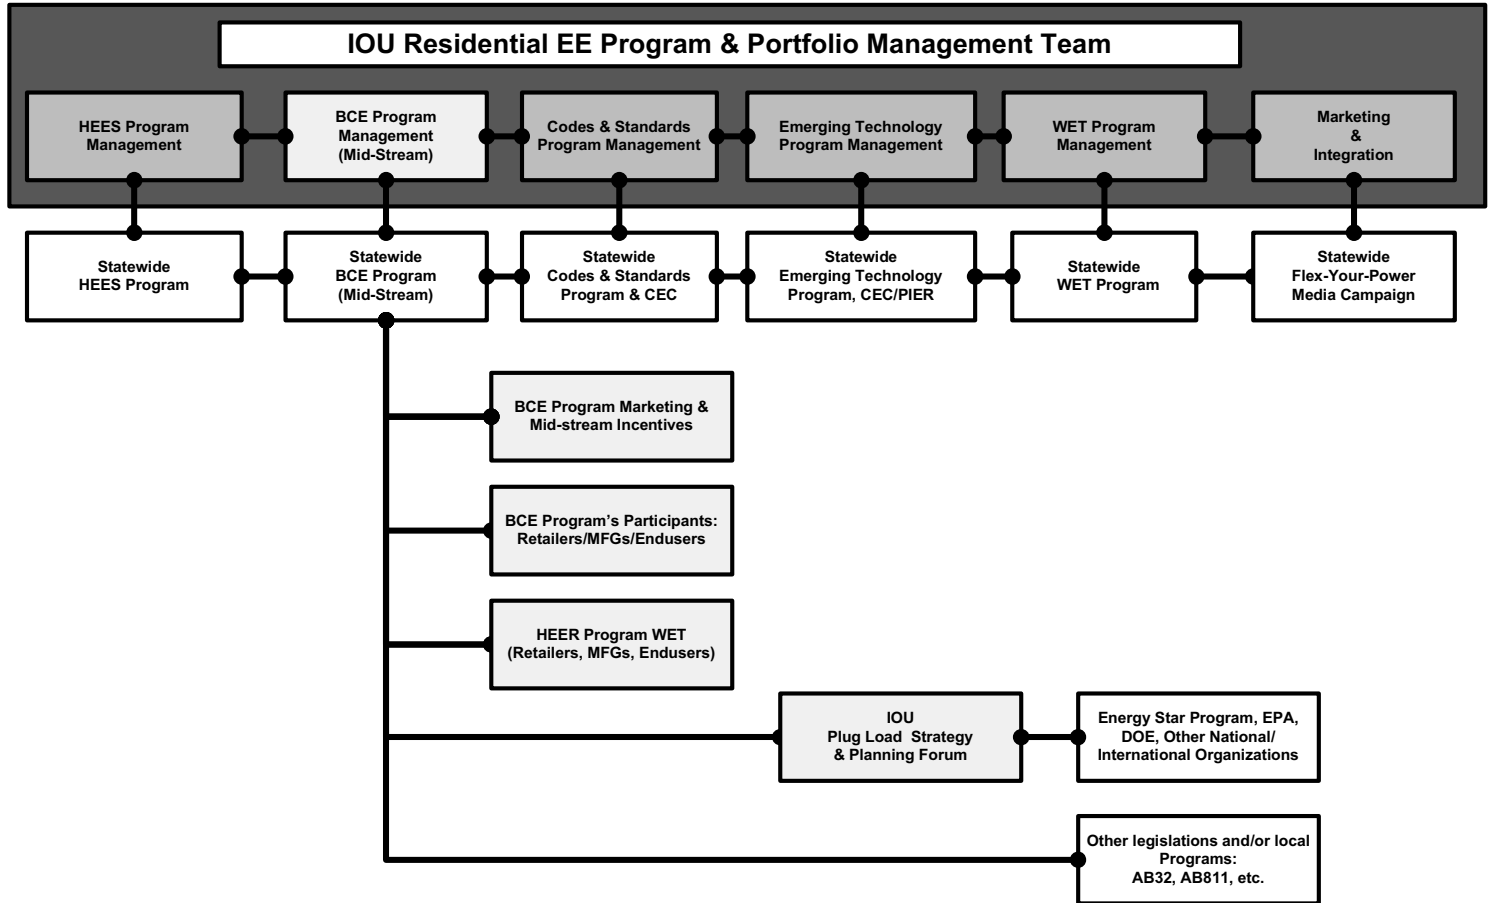 IOU Residential EE Program & Portfolio Management Team
HEES Program
Management
BCE Program
Management
(Mid-Stream)
Codes & Standards
Program Management
Emerging Technology
Program Management
WET Program
Management
Marketing
&
Integration
Statewide
HEES Program
Statewide
BCE Program
(Mid-Stream)
Statewide
Codes & Standards
Program & CEC
Statewide
Emerging Technology
Program, CEC/PIER
Statewide
WET Program
Statewide
Flex-Your-Power
Media Campaign
BCE Program Marketing &
Mid-stream Incentives
BCE Program’s Participants:
Retailers/MFGs/Endusers
HEER Program WET
(Retailers, MFGs, Endusers)
IOU
Plug Load Strategy
& Planning Forum
Energy Star Program, EPA,
DOE, Other National/
International Organizations
Other legislations and/or local
Programs:
AB32, AB811, etc.